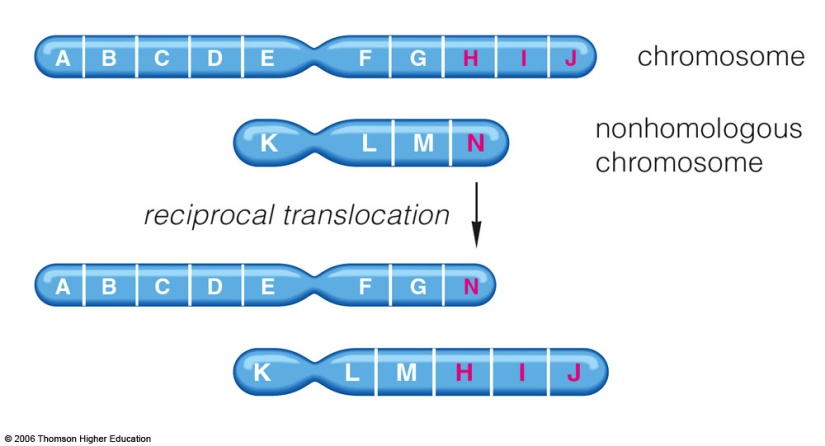 A B C D E F G H I J chromosome
K L M N nonhomologous
chromosome
reciprocal translocation
A B C D E F G N
K L M H I J
© 2006 Thomson Higher Education